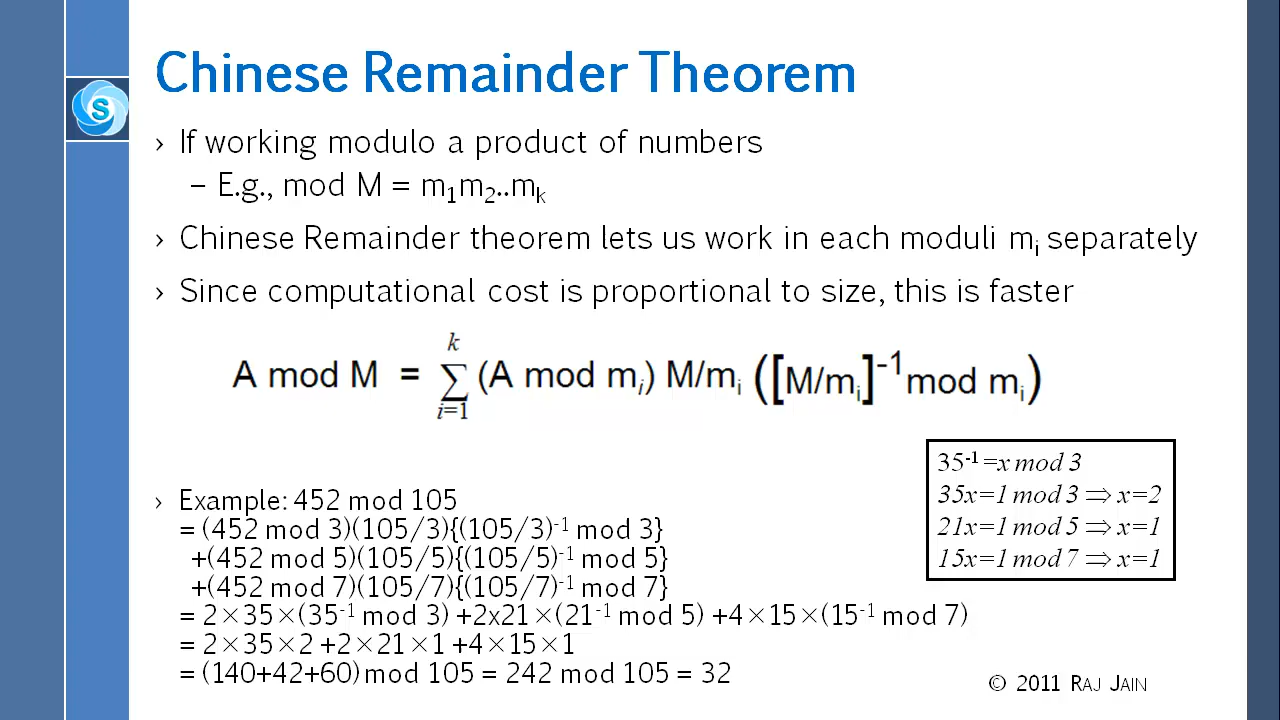 Chinese Remainder Theorem
S
› If working modulo a product of numbers
– E.g., mod M = m₁m₂..mₖ
› Chinese Remainder theorem lets us work in each moduli mᵢ separately
› Since computational cost is proportional to size, this is faster
A mod M = ∑_{i=1}^{k} (A mod mᵢ) M/mᵢ ([M/mᵢ]⁻¹ mod mᵢ)
35⁻¹=x mod 3
35x=1 mod 3 ⇒ x=2
21x=1 mod 5 ⇒ x=1
15x=1 mod 7 ⇒ x=1
› Example: 452 mod 105
= (452 mod 3)(105/3){(105/3)⁻¹ mod 3}
+(452 mod 5)(105/5){(105/5)⁻¹ mod 5}
+(452 mod 7)(105/7){(105/7)⁻¹ mod 7}
= 2×35×(35⁻¹ mod 3) +2x21×(21⁻¹ mod 5) +4×15×(15⁻¹ mod 7)
= 2×35×2 +2×21×1 +4×15×1
= (140+42+60) mod 105 = 242 mod 105 = 32
© 2011 Raj Jain